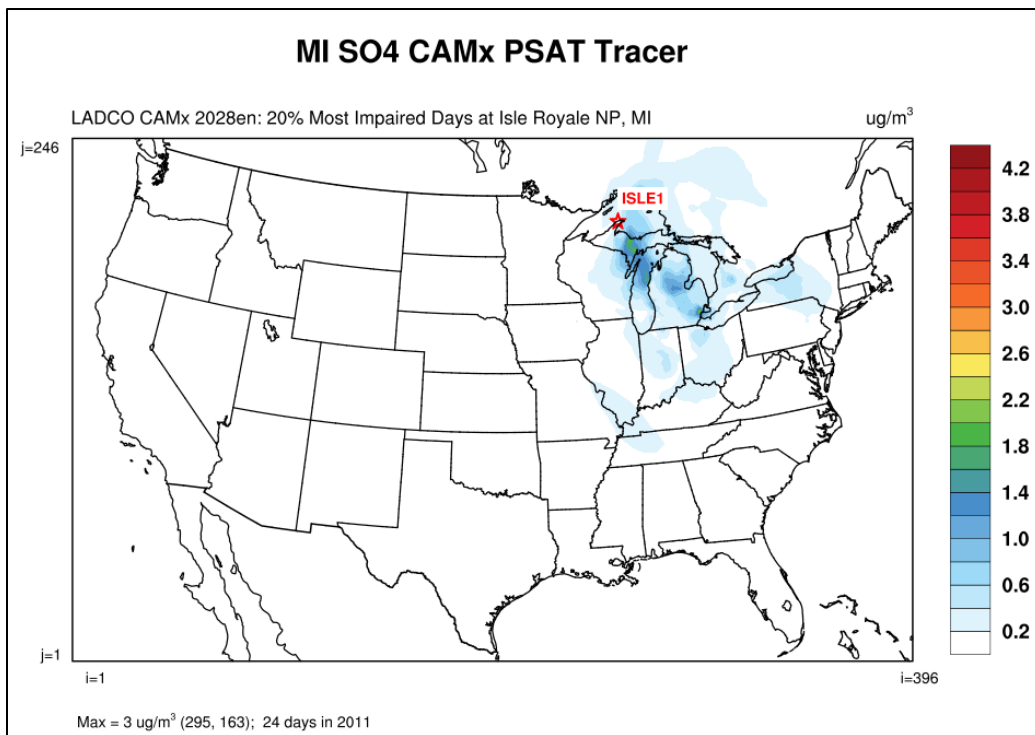 MI SO4 CAMx PSAT Tracer
LADCO CAMx 2028en: 20% Most Impaired Days at Isle Royale NP, MI
ug/m³
j=246
ISLE1
4.2
3.8
3.4
3.0
2.6
2.2
1.8
1.4
1.0
0.6
0.2
j=1
i=1
i=396
Max = 3 ug/m³ (295, 163); 24 days in 2011